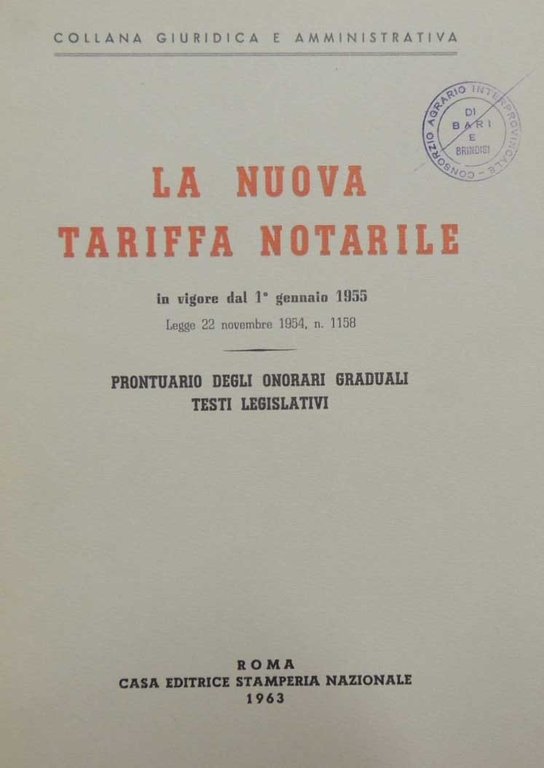 COLLANA GIURIDICA E AMMINISTRATIVA
CONSORZIO AGRARIO INTERPROVINCALE
DI
BARI
E
BRINDISI
LA NUOVA
TARIFFA NOTARILE
in vigore dal 1° gennaio 1955
Legge 22 novembre 1954, n. 1158
PRONTUARIO DEGLI ONORARI GRADUALI
TESTI LEGISLATIVI
ROMA
CASA EDITRICE STAMPERIA NAZIONALE
1963